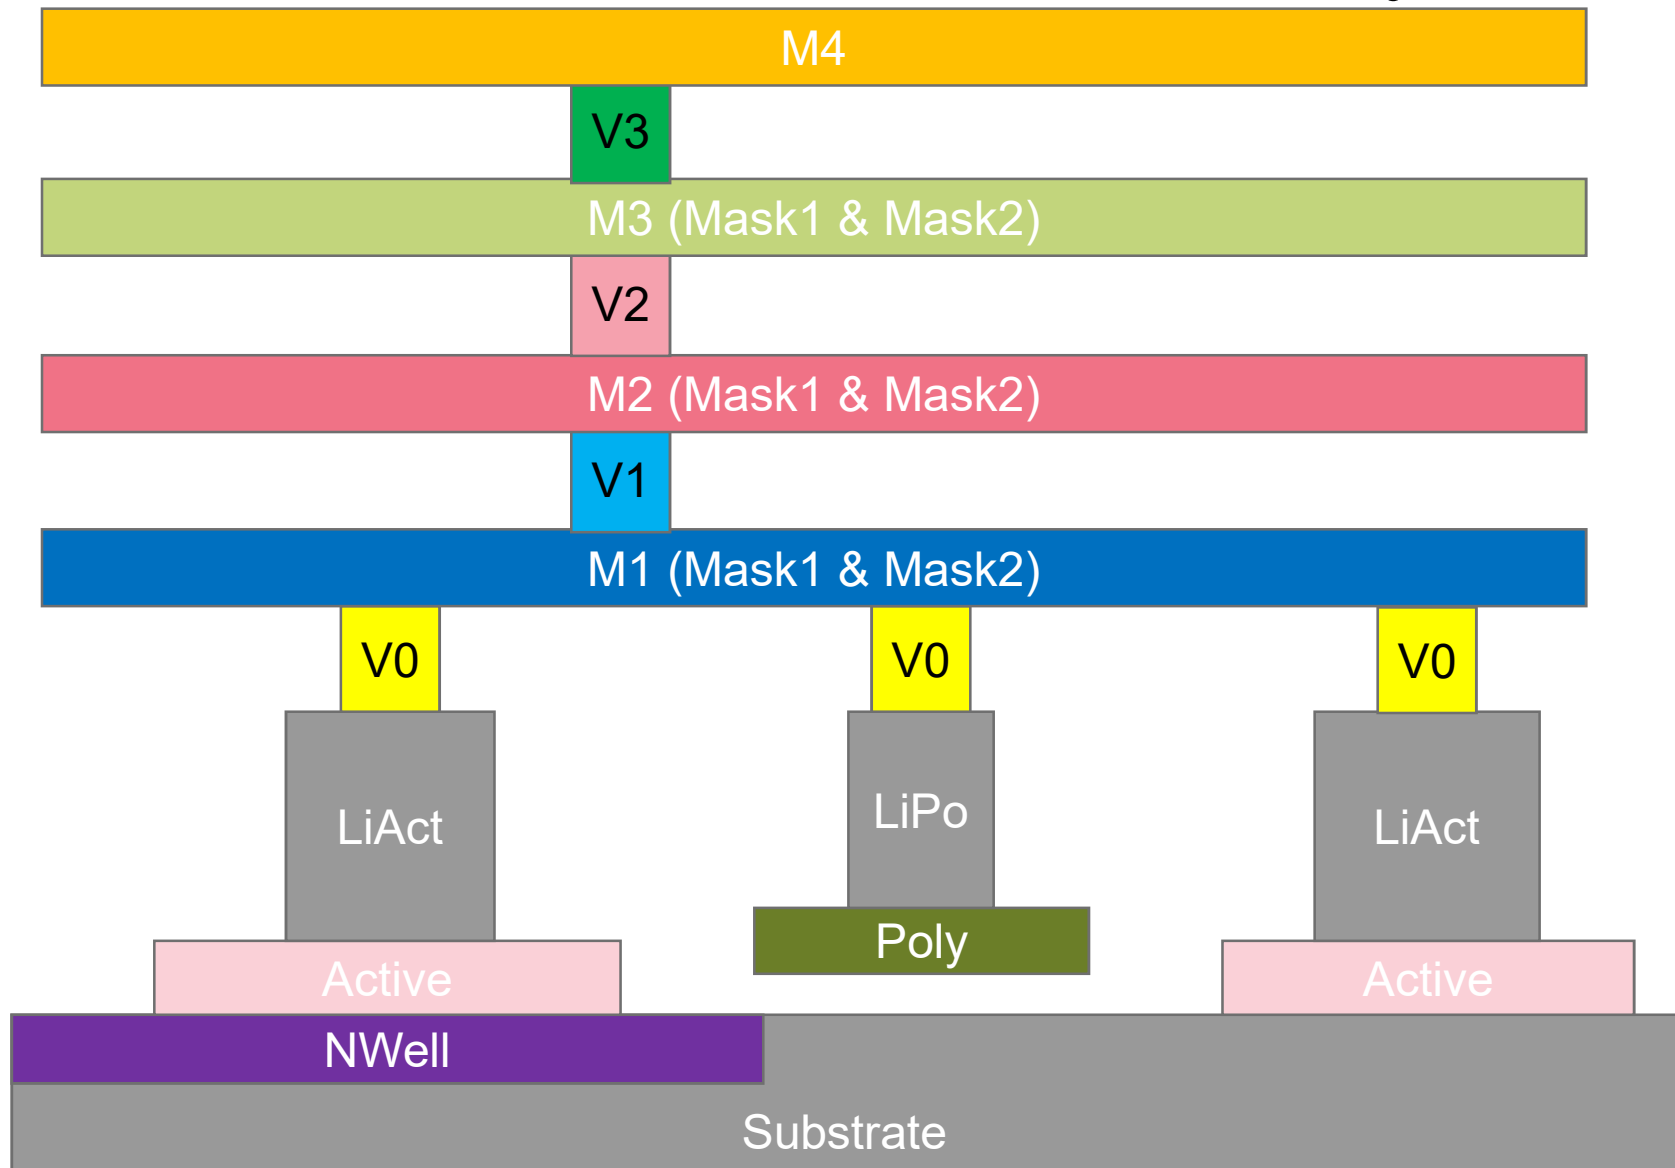 M4
V3
M3 (Mask1 & Mask2)
V2
M2 (Mask1 & Mask2)
V1
M1 (Mask1 & Mask2)
V0 V0 V0
LiAct LiPo LiAct
Poly
Active Active
NWell
Substrate